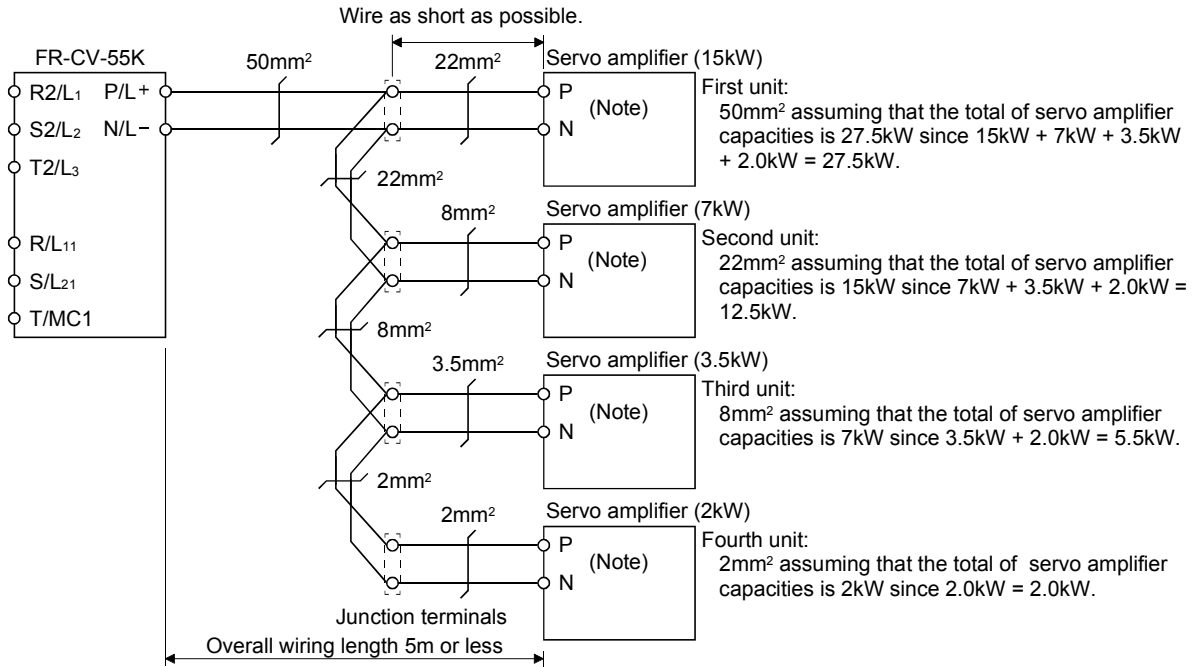 Wire as short as possible.
FR-CV-55K
50mm²
22mm²
Servo amplifier (15kW)
R2/L1 P/L+
S2/L2 N/L−
T2/L3
R/L11
S/L21
T/MC1
P
(Note)
N
First unit:
50mm² assuming that the total of servo amplifier
capacities is 27.5kW since 15kW + 7kW + 3.5kW
+ 2.0kW = 27.5kW.
22mm²
8mm²
Servo amplifier (7kW)
P
(Note)
N
Second unit:
22mm² assuming that the total of servo amplifier
capacities is 15kW since 7kW + 3.5kW + 2.0kW =
12.5kW.
8mm²
3.5mm²
Servo amplifier (3.5kW)
P
(Note)
N
Third unit:
8mm² assuming that the total of servo amplifier
capacities is 7kW since 3.5kW + 2.0kW = 5.5kW.
2mm²
2mm²
Servo amplifier (2kW)
P
(Note)
N
Fourth unit:
2mm² assuming that the total of servo amplifier
capacities is 2kW since 2.0kW = 2.0kW.
Junction terminals
Overall wiring length 5m or less